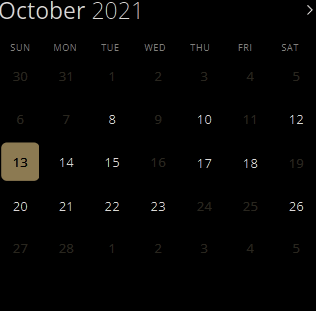 October 2021
SUN MON TUE WED THU FRI SAT
30 31 1 2 3 4 5
6 7 8 9 10 11 12
13 14 15 16 17 18 19
20 21 22 23 24 25 26
27 28 1 2 3 4 5